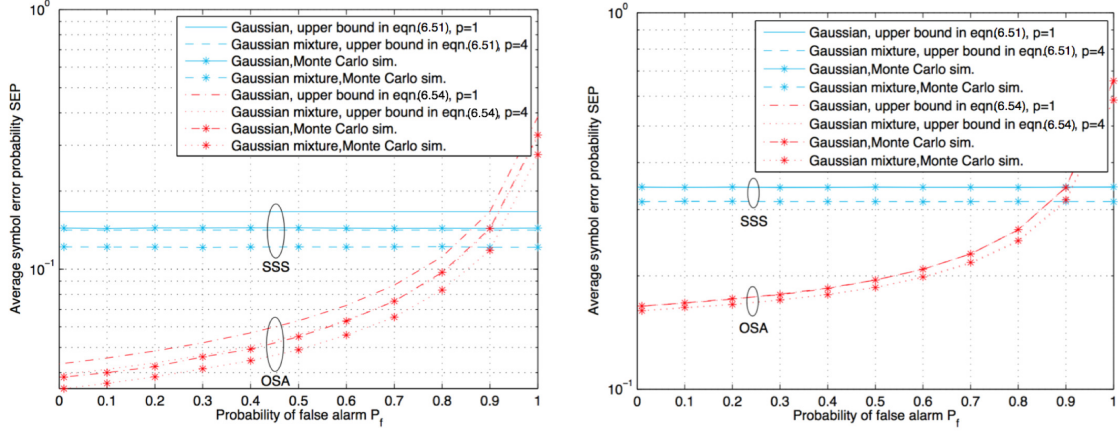 10⁰
Gaussian, upper bound in eqn.(6.51), p=1
Gaussian mixture, upper bound in eqn.(6.51), p=4
Gaussian,Monte Carlo sim.
Gaussian mixture,Monte Carlo sim.
Gaussian, upper bound in eqn.(6.54), p=1
Gaussian mixture, upper bound in eqn.(6.54), p=4
Gaussian,Monte Carlo sim.
Gaussian mixture,Monte Carlo sim.
Average symbol error probability SEP
10⁻¹
SSS
OSA
0 0.1 0.2 0.3 0.4 0.5 0.6 0.7 0.8 0.9 1
Probability of false alarm P_f
10⁰
Gaussian, upper bound in eqn(6.51), p=1
Gaussian mixture, upper bound in eqn(6.51), p=4
Gaussian,Monte Carlo sim.
Gaussian mixture,Monte Carlo sim.
Gaussian, upper bound in eqn(6.54), p=1
Gaussian mixture, upper bound in eqn.(6.54), p=4
Gaussian,Monte Carlo sim.
Gaussian mixture,Monte Carlo sim.
Average symbol error probability SEP
SSS
OSA
10⁻¹
0 0.1 0.2 0.3 0.4 0.5 0.6 0.7 0.8 0.9 1
Probability of false alarm P_f